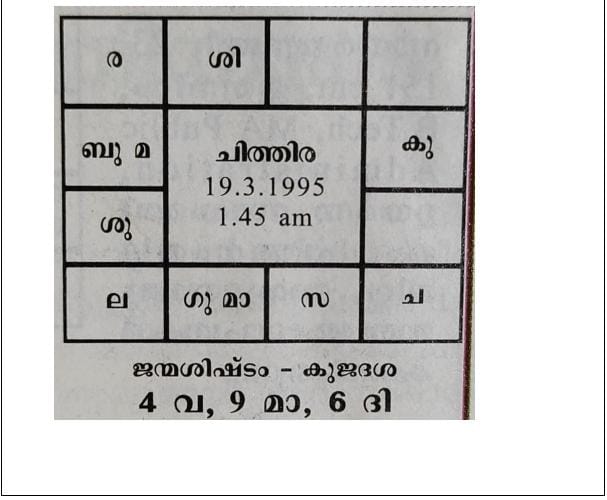 ര ശി
ബു മ ചിത്തിര കു
19.3.1995
ശു 1.45 am
ല ഗു മാ സ ച
ജന്മശിഷ്ടം - കുജദശ
4 വ, 9 മാ, 6 ദി